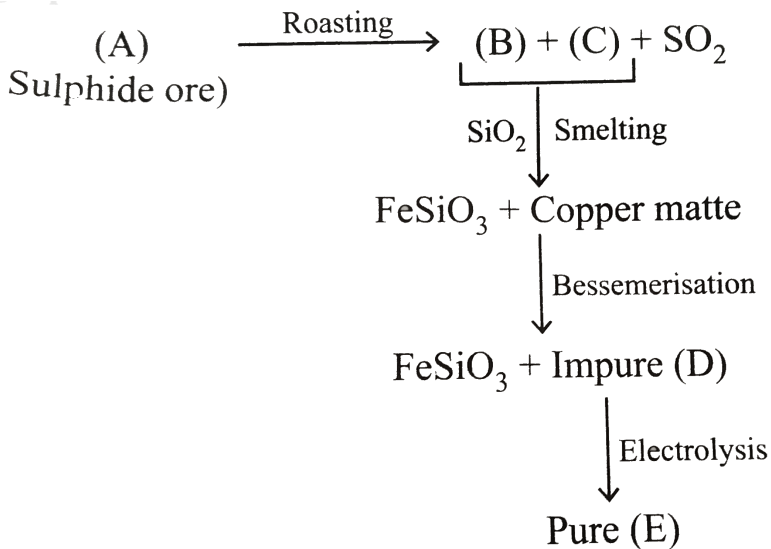 (A)
Sulphide ore)
Roasting
(B) + (C) + SO₂
SiO₂ Smelting
FeSiO₃ + Copper matte
Bessemerisation
FeSiO₃ + Impure (D)
Electrolysis
Pure (E)